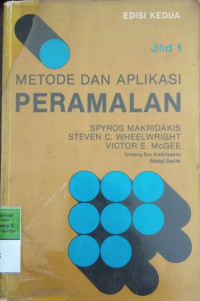 EDISI KEDUA
Jilid 1
METODE DAN APLIKASI
PERAMALAN
SPYROS MAKRIDAKIS
STEVEN C. WHEELWRIGHT
VICTOR E. McGEE
Untung Sus Andriyanto
Abdul Basith